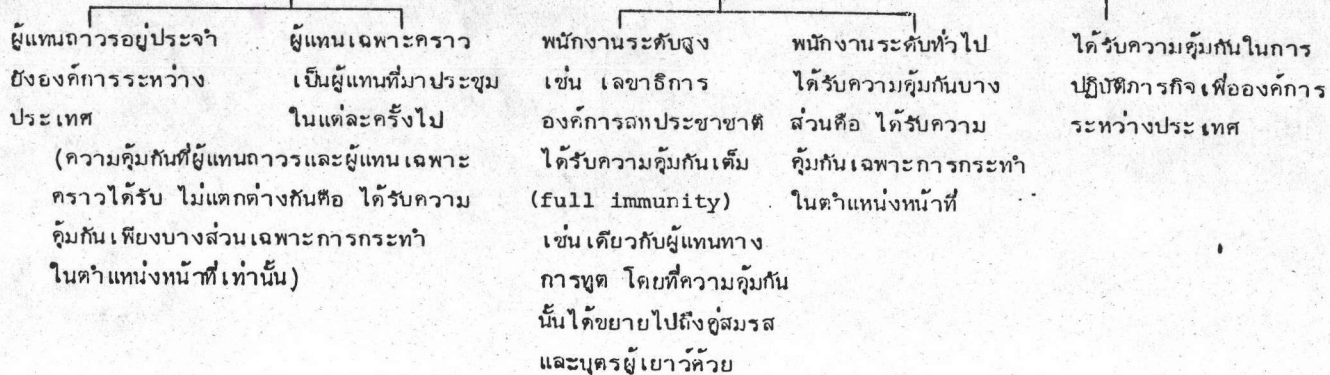 ผู้แทนถาวรอยู่ประจำ
ยังองค์การระหว่าง
ประเทศ
ผู้แทนเฉพาะคราว
เป็นผู้แทนที่มาประชุม
ในแต่ละครั้งไป
(ความคุ้มกันที่ผู้แทนถาวรและผู้แทนเฉพาะ
คราวได้รับ ไม่แตกต่างกันคือ ได้รับความ
คุ้มกันเพียงบางส่วนเฉพาะการกระทำ
ในตำแหน่งหน้าที่เท่านั้น)
พนักงานระดับสูง
เช่น เลขาธิการ
องค์การสหประชาชาติ
ได้รับความคุ้มกันเต็ม
(full immunity)
เช่นเดียวกับผู้แทนทาง
การทูต โดยที่ความคุ้มกัน
นั้นได้ขยายไปถึงคู่สมรส
และบุตรผู้เยาว์ด้วย
พนักงานระดับทั่วไป
ได้รับความคุ้มกันบาง
ส่วนคือ ได้รับความ
คุ้มกันเฉพาะการกระทำ
ในตำแหน่งหน้าที่
ได้รับความคุ้มกันในการ
ปฏิบัติภารกิจเพื่อองค์การ
ระหว่างประเทศ